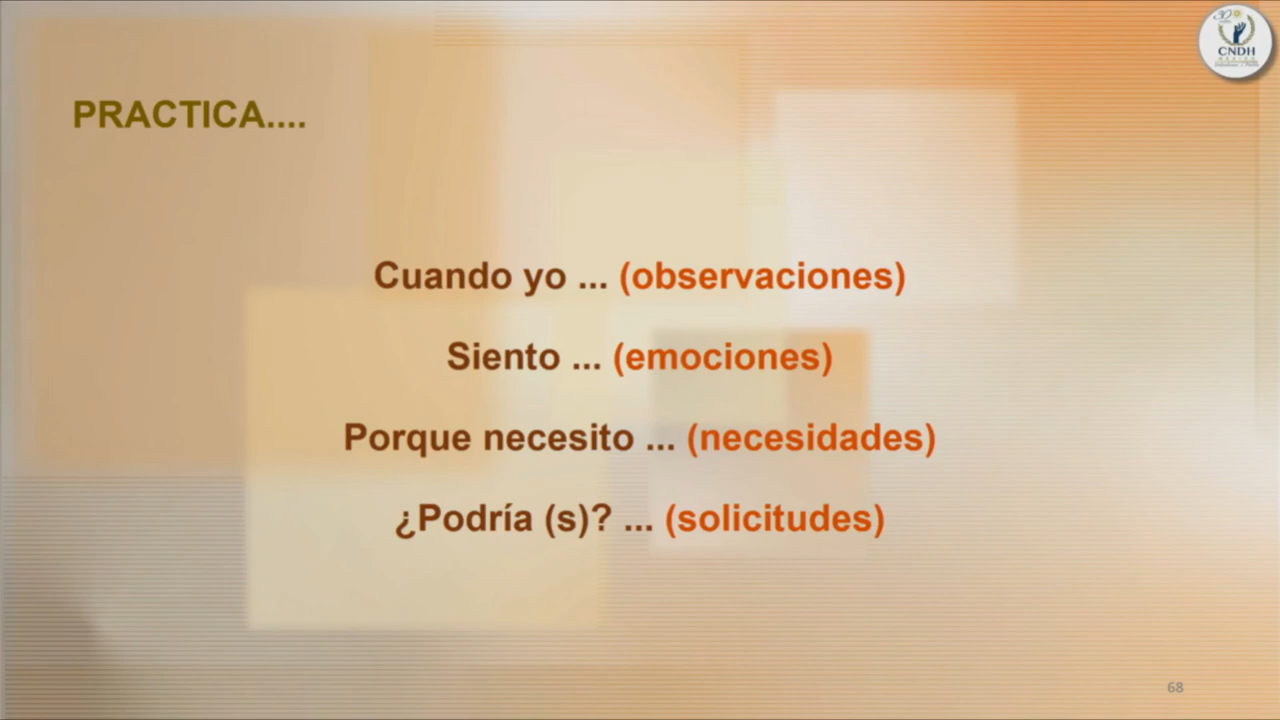 CNDH
PRACTICA....
Cuando yo ... (observaciones)
Siento ... (emociones)
Porque necesito ... (necesidades)
¿Podría (s)? ... (solicitudes)
68